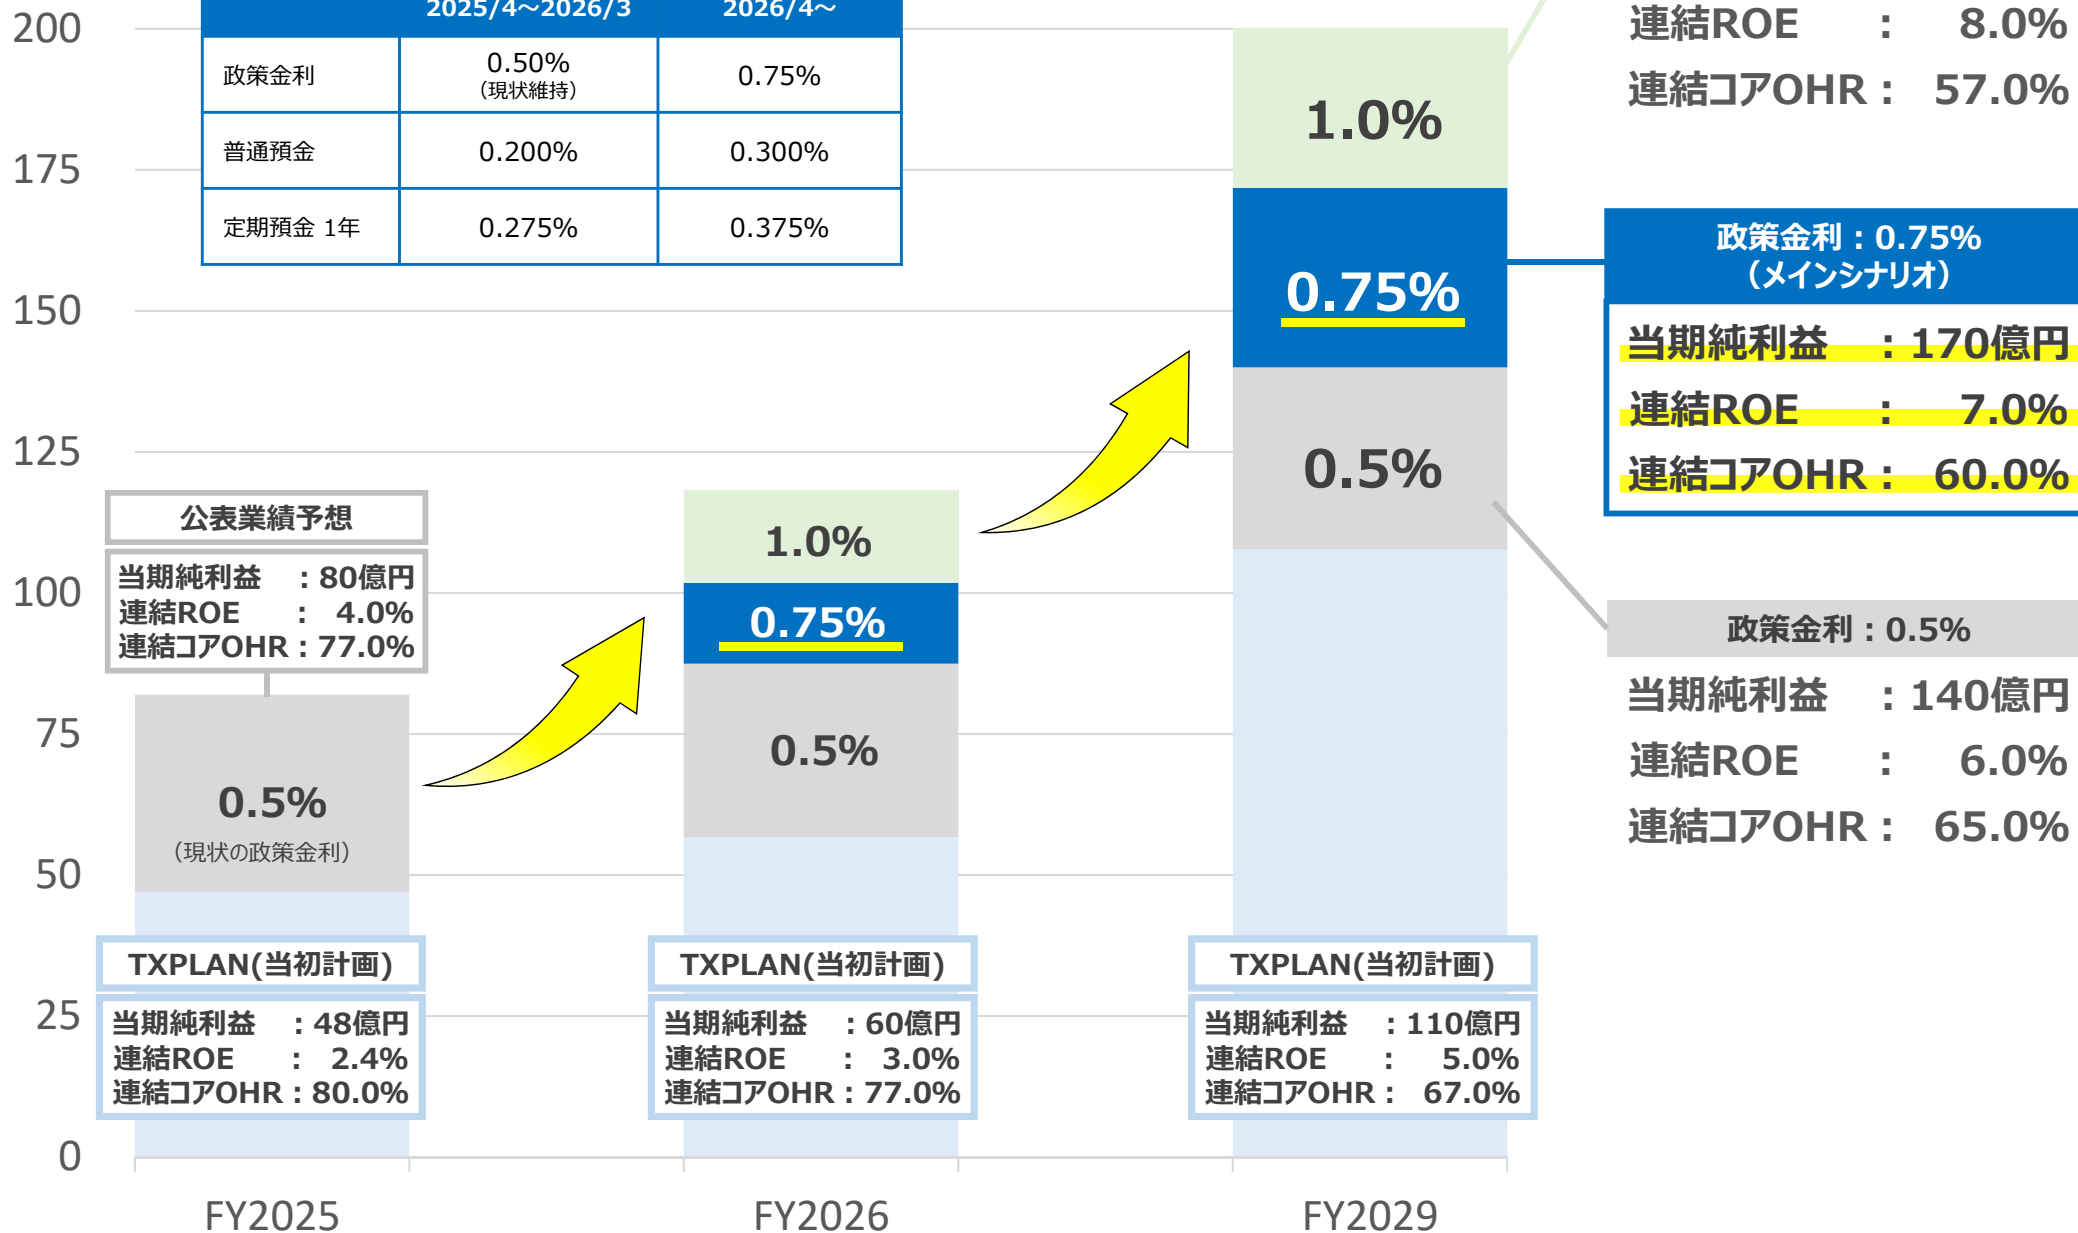 2025/4～2026/3 2026/4～
政策金利 0.50% 0.75%
（現状維持）
普通預金 0.200% 0.300%
定期預金 1年 0.275% 0.375%
200
175
150
125
100
75
50
25
0
公表業績予想
当期純利益 ：80億円
連結ROE ： 4.0%
連結コアOHR：77.0%
0.5%
（現状の政策金利）
TXPLAN(当初計画)
当期純利益 ：48億円
連結ROE ： 2.4%
連結コアOHR：80.0%
FY2025
1.0%
0.75%
0.5%
TXPLAN(当初計画)
当期純利益 ：60億円
連結ROE ： 3.0%
連結コアOHR：77.0%
FY2026
1.0%
0.75%
0.5%
TXPLAN(当初計画)
当期純利益 ：110億円
連結ROE ： 5.0%
連結コアOHR： 67.0%
FY2029
連結ROE ： 8.0%
連結コアOHR： 57.0%
政策金利：0.75%
（メインシナリオ）
当期純利益 ：170億円
連結ROE ： 7.0%
連結コアOHR： 60.0%
政策金利：0.5%
当期純利益 ：140億円
連結ROE ： 6.0%
連結コアOHR： 65.0%